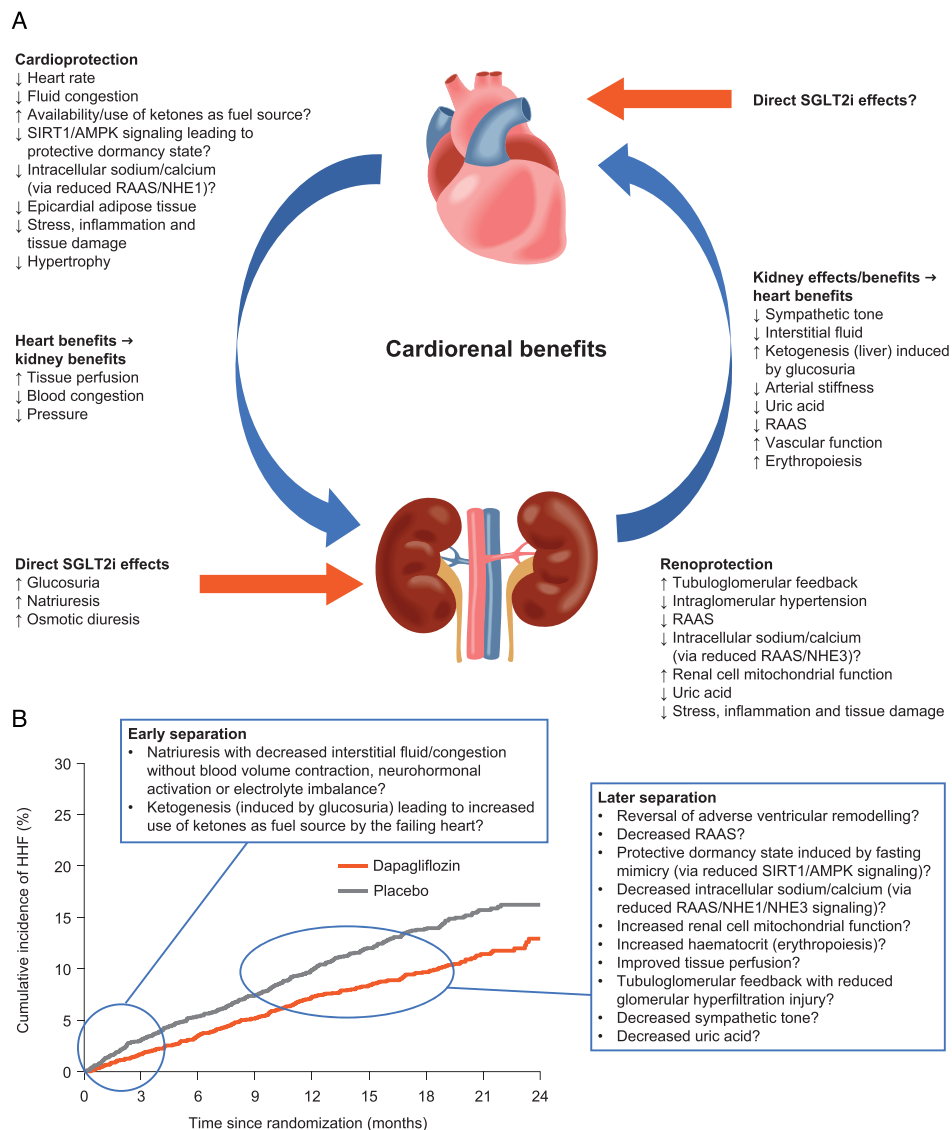 A
Cardioprotection
↓ Heart rate
↓ Fluid congestion
↑ Availability/use of ketones as fuel source?
↓ SIRT1/AMPK signaling leading to
protective dormancy state?
↓ Intracellular sodium/calcium
(via reduced RAAS/NHE1)?
↓ Epicardial adipose tissue
↓ Stress, inflammation and
tissue damage
↓ Hypertrophy
Direct SGLT2i effects?
Heart benefits →
kidney benefits
↑ Tissue perfusion
↓ Blood congestion
↓ Pressure
Cardiorenal benefits
Kidney effects/benefits →
heart benefits
↓ Sympathetic tone
↓ Interstitial fluid
↑ Ketogenesis (liver) induced
by glucosuria
↓ Arterial stiffness
↓ Uric acid
↓ RAAS
↑ Vascular function
↑ Erythropoiesis
Direct SGLT2i effects
↑ Glucosuria
↑ Natriuresis
↑ Osmotic diuresis
Renoprotection
↑ Tubuloglomerular feedback
↓ Intraglomerular hypertension
↓ RAAS
↓ Intracellular sodium/calcium
(via reduced RAAS/NHE3)?
↑ Renal cell mitochondrial function
↓ Uric acid
↓ Stress, inflammation and tissue damage
B
Early separation
• Natriuresis with decreased interstitial fluid/congestion
without blood volume contraction, neurohormonal
activation or electrolyte imbalance?
• Ketogenesis (induced by glucosuria) leading to increased
use of ketones as fuel source by the failing heart?
Later separation
• Reversal of adverse ventricular remodelling?
• Decreased RAAS?
• Protective dormancy state induced by fasting
mimicry (via reduced SIRT1/AMPK signaling)?
• Decreased intracellular sodium/calcium (via
reduced RAAS/NHE1/NHE3 signaling)?
• Increased renal cell mitochondrial function?
• Increased haematocrit (erythropoiesis)?
• Improved tissue perfusion?
• Tubuloglomerular feedback with reduced
glomerular hyperfiltration injury?
• Decreased sympathetic tone?
• Decreased uric acid?
Dapagliflozin
Placebo
Cumulative incidence of HHF (%)
30
25
20
15
10
5
0
0 3 6 9 12 15 18 21 24
Time since randomization (months)